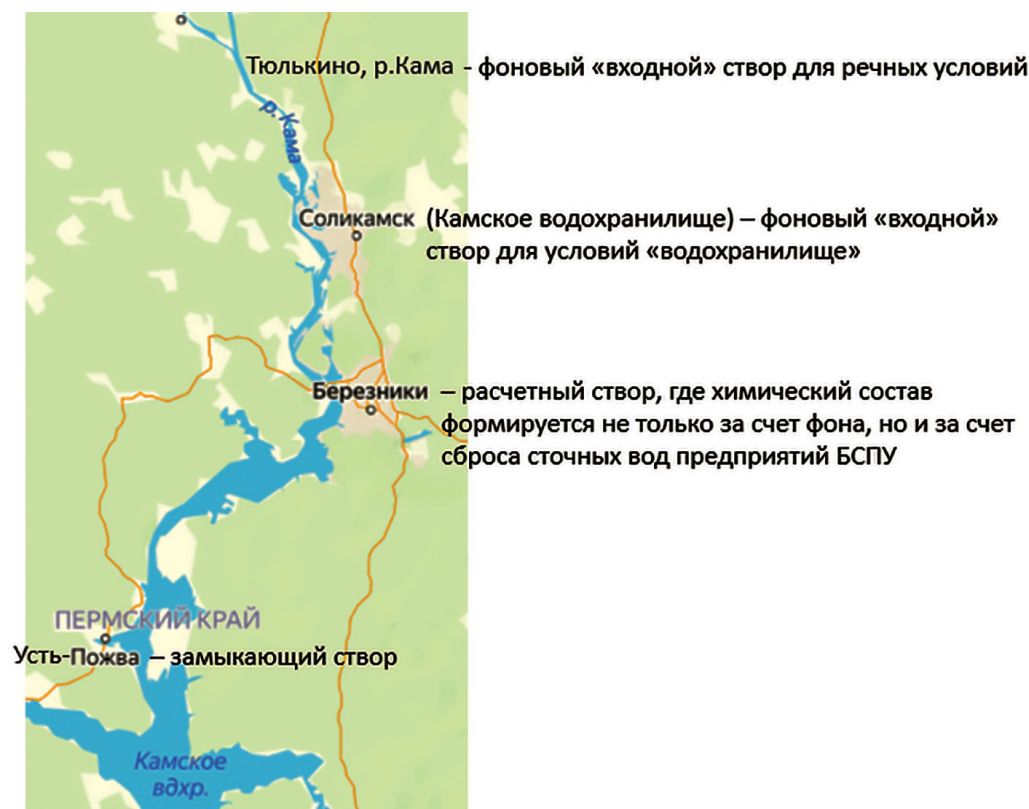 Тюлькино, р.Кама - фоновый «входной» створ для речных условий
р. Кама
Соликамск (Камское водохранилище) – фоновый «входной»
створ для условий «водохранилище»
Березники – расчетный створ, где химический состав
формируется не только за счет фона, но и за счет
сброса сточных вод предприятий БСПУ
ПЕРМСКИЙ КРАЙ
Усть-Пожва – замыкающий створ
Камское
вдхр.